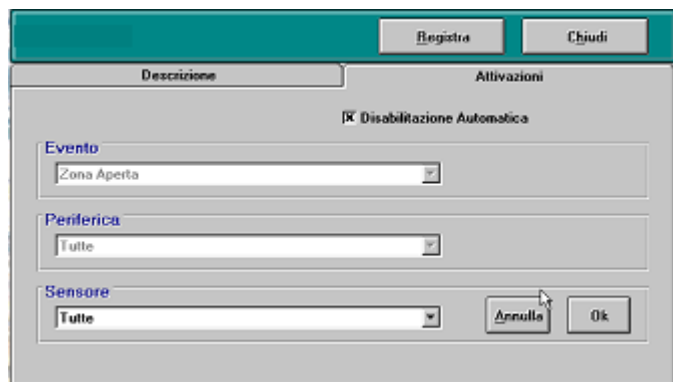 Registra Chiudi
Descrizione Attivazioni
Disabilitazione Automatica
Evento
Zona Aperta
Periferica
Tutte
Sensore
Tutte Annulla Ok